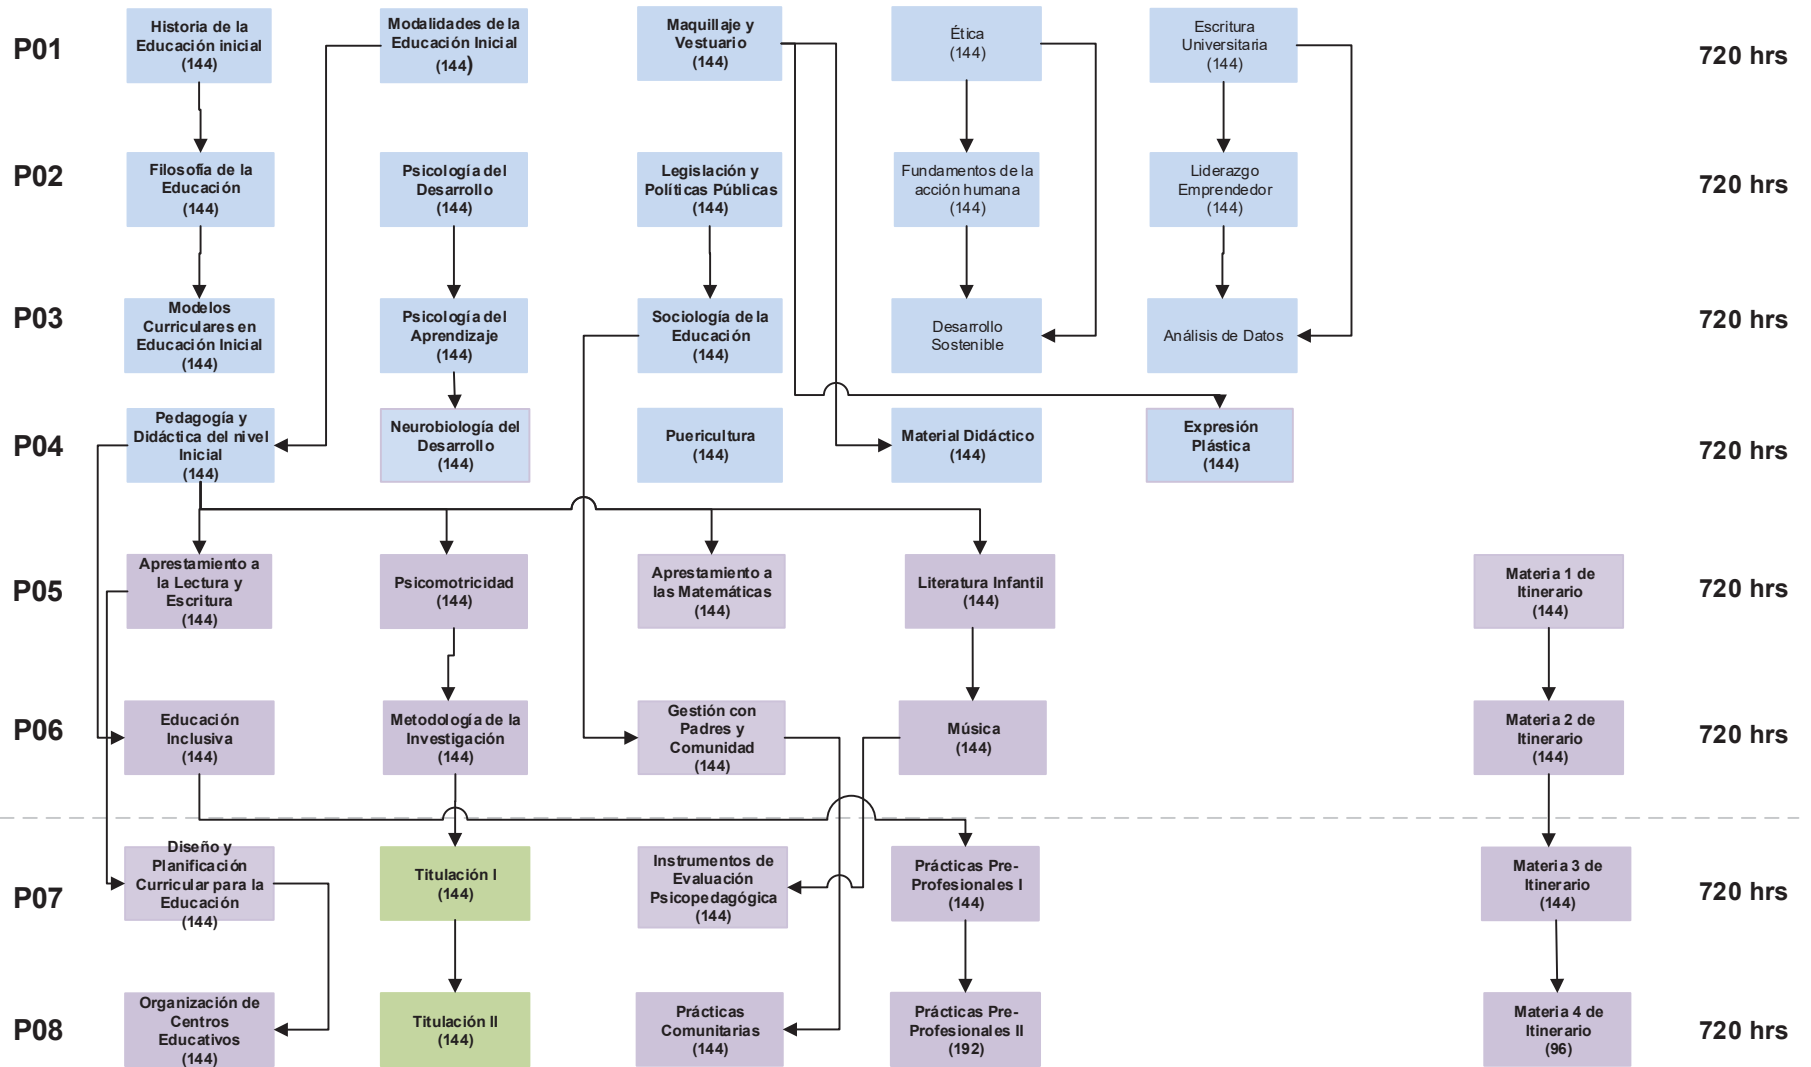 P01
Historia de la
Educación inicial
(144)
Modalidades de la
Educación Inicial
(144)
Maquillaje y
Vestuario
(144)
Ética
(144)
Escritura
Universitaria
(144)
720 hrs
P02
Filosofía de la
Educación
(144)
Psicología del
Desarrollo
(144)
Legislación y
Políticas Públicas
(144)
Fundamentos de la
acción humana
(144)
Liderazgo
Emprendedor
(144)
720 hrs
P03
Modelos
Curriculares en
Educación Inicial
(144)
Psicología del
Aprendizaje
(144)
Sociología de la
Educación
(144)
Desarrollo
Sostenible
Análisis de Datos
720 hrs
P04
Pedagogía y
Didáctica del nivel
Inicial
(144)
Neurobiología del
Desarrollo
(144)
Puericultura
(144)
Material Didáctico
(144)
Expresión
Plástica
(144)
720 hrs
P05
Aprestamiento a
la Lectura y
Escritura
(144)
Psicomotricidad
(144)
Aprestamiento a
las Matemáticas
(144)
Literatura Infantil
(144)
Materia 1 de
Itinerario
(144)
720 hrs
P06
Educación
Inclusiva
(144)
Metodología de la
Investigación
(144)
Gestión con
Padres y
Comunidad
(144)
Música
(144)
Materia 2 de
Itinerario
(144)
720 hrs
P07
Diseño y
Planificación
Curricular para la
Educación
(144)
Titulación I
(144)
Instrumentos de
Evaluación
Psicopedagógica
(144)
Prácticas Pre-
Profesionales I
(144)
Materia 3 de
Itinerario
(144)
720 hrs
P08
Organización de
Centros
Educativos
(144)
Titulación II
(144)
Prácticas
Comunitarias
(144)
Prácticas Pre-
Profesionales II
(192)
Materia 4 de
Itinerario
(96)
720 hrs